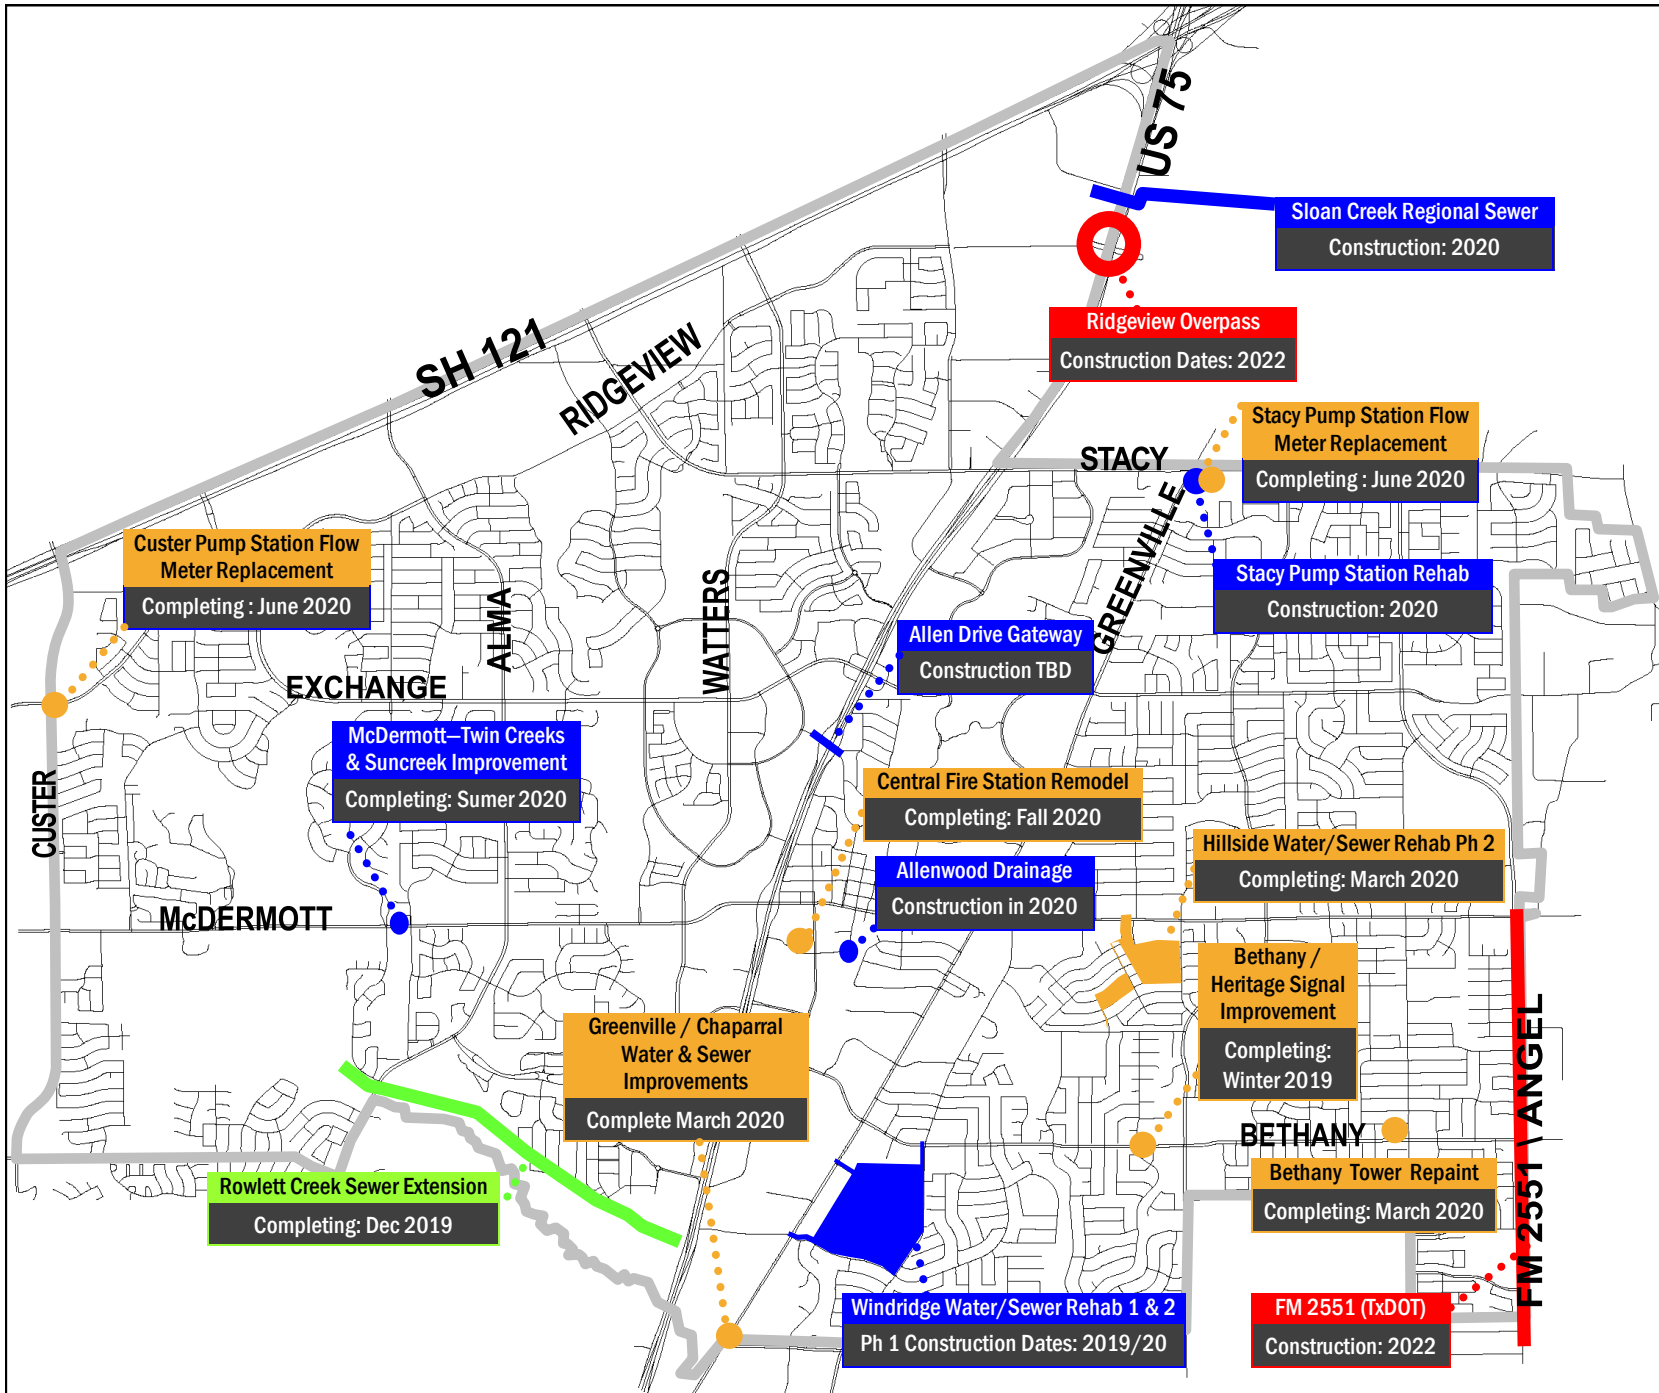 US 75
Sloan Creek Regional Sewer
Construction: 2020
Ridgeview Overpass
Construction Dates: 2022
SH 121
RIDGEVIEW
STACY
Stacy Pump Station Flow
Meter Replacement
Completing : June 2020
GREENVILLE
Custer Pump Station Flow
Meter Replacement
Completing : June 2020
Stacy Pump Station Rehab
Construction: 2020
ALMA
WATTERS
Allen Drive Gateway
Construction TBD
EXCHANGE
McDermott—Twin Creeks
& Suncreek Improvement
Completing: Sumer 2020
CUSTER
Central Fire Station Remodel
Completing: Fall 2020
Hillside Water/Sewer Rehab Ph 2
Completing: March 2020
Allenwood Drainage
Construction in 2020
McDERMOTT
Bethany /
Heritage Signal
Improvement
Completing:
Winter 2019
Greenville / Chaparral
Water & Sewer
Improvements
Complete March 2020
FM 2551 \ ANGEL
BETHANY
Bethany Tower Repaint
Completing: March 2020
Rowlett Creek Sewer Extension
Completing: Dec 2019
Windridge Water/Sewer Rehab 1 & 2
Ph 1 Construction Dates: 2019/20
FM 2551 (TxDOT)
Construction: 2022